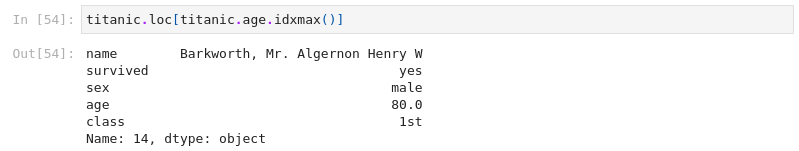 In [54]: titanic.loc[titanic.age.idxmax()]
Out[54]: name        Barkworth, Mr. Algernon Henry W
survived                                 yes
sex                                     male
age                                     80.0
class                                    1st
Name: 14, dtype: object